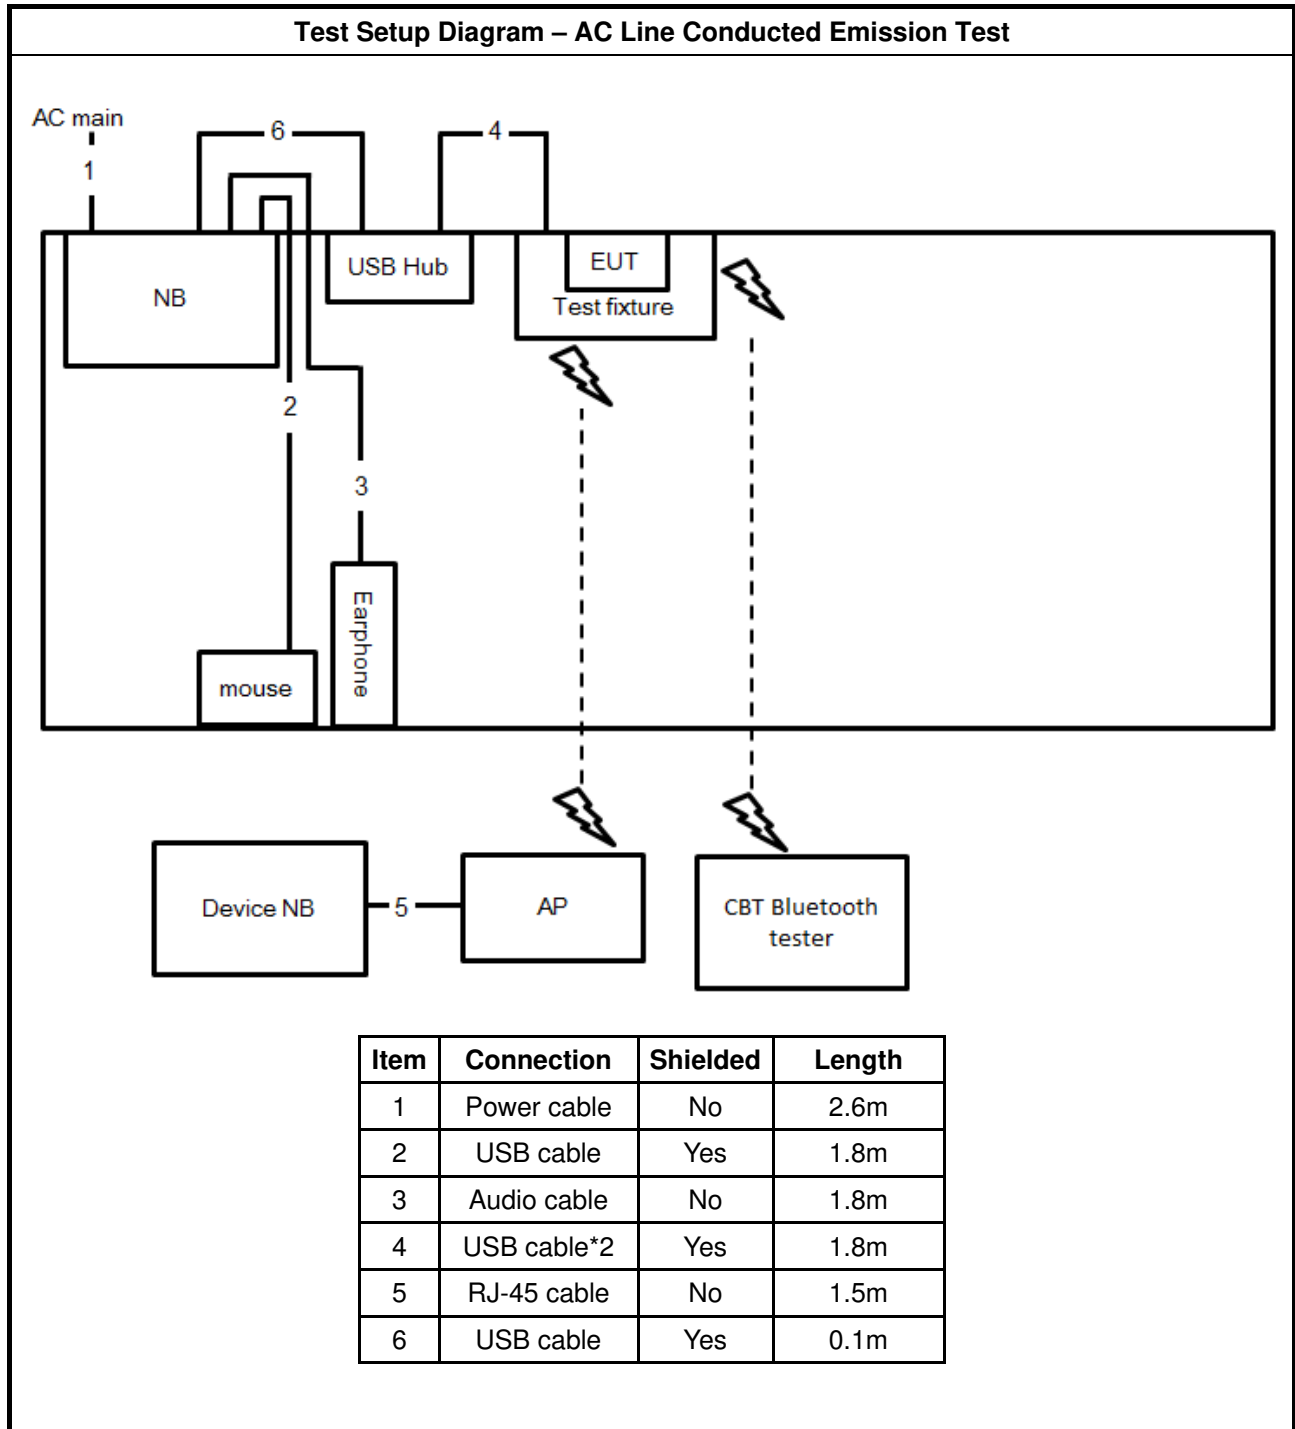 Test Setup Diagram – AC Line Conducted Emission Test
AC main
1
6
4
NB
USB Hub
EUT
Test fixture
2
3
Earphone
mouse
Device NB
5
AP
CBT Bluetooth
tester
Item Connection Shielded Length
1 Power cable No 2.6m
2 USB cable Yes 1.8m
3 Audio cable No 1.8m
4 USB cable*2 Yes 1.8m
5 RJ-45 cable No 1.5m
6 USB cable Yes 0.1m